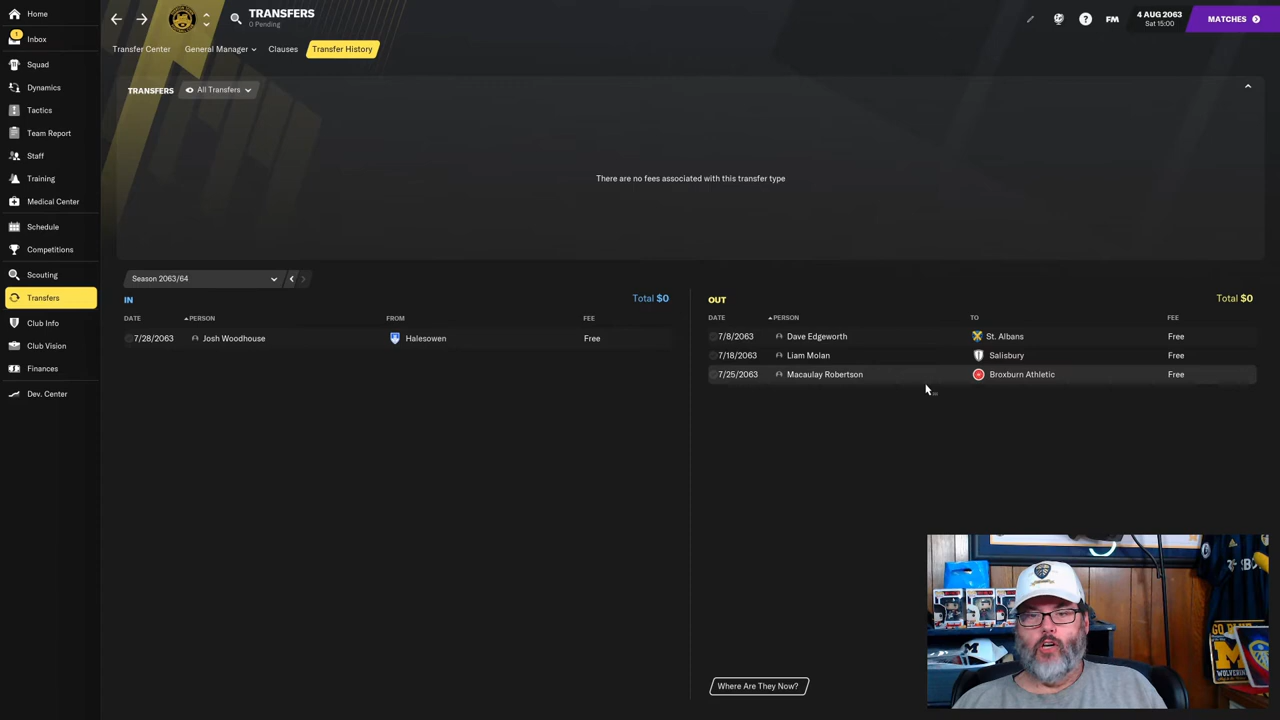 Home
TRANSFERS
0 Pending
? FM 4 AUG 2063
Sat 15:00
MATCHES
1
Inbox
Transfer Center General Manager Clauses Transfer History
Squad
Dynamics
Tactics
Team Report
Staff
Training
Medical Center
Schedule
Competitions
Scouting
Transfers
Club Info
Club Vision
Finances
Dev. Center
TRANSFERS All Transfers
There are no fees associated with this transfer type
Season 2063/64
IN Total $0
DATE PERSON FROM FEE
7/28/2063 Josh Woodhouse Halesowen Free
OUT Total $0
DATE PERSON TO FEE
7/8/2063 Dave Edgeworth St. Albans Free
7/18/2063 Liam Molan Salisbury Free
7/25/2063 Macaulay Robertson Broxburn Athletic Free
Where Are They Now?
GO BLUE
M
M